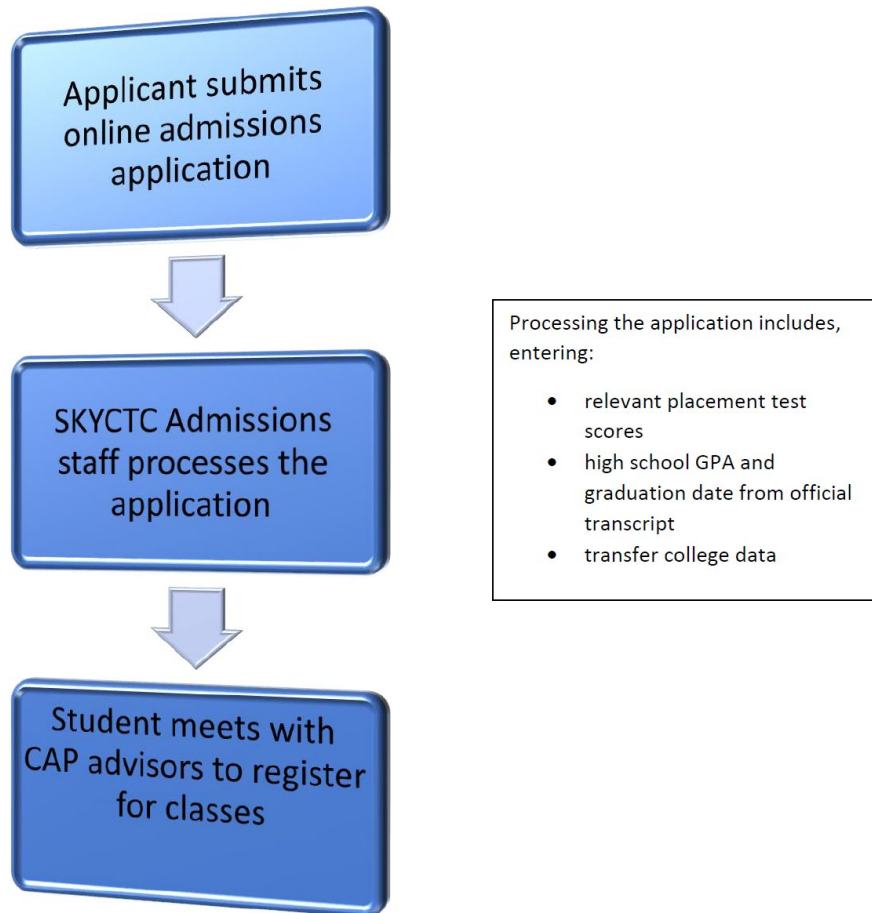 Applicant submits
online admissions
application
SKYCTC Admissions
staff processes the
application
Processing the application includes,
entering:
• relevant placement test
scores
• high school GPA and
graduation date from official
transcript
• transfer college data
Student meets with
CAP advisors to register
for classes